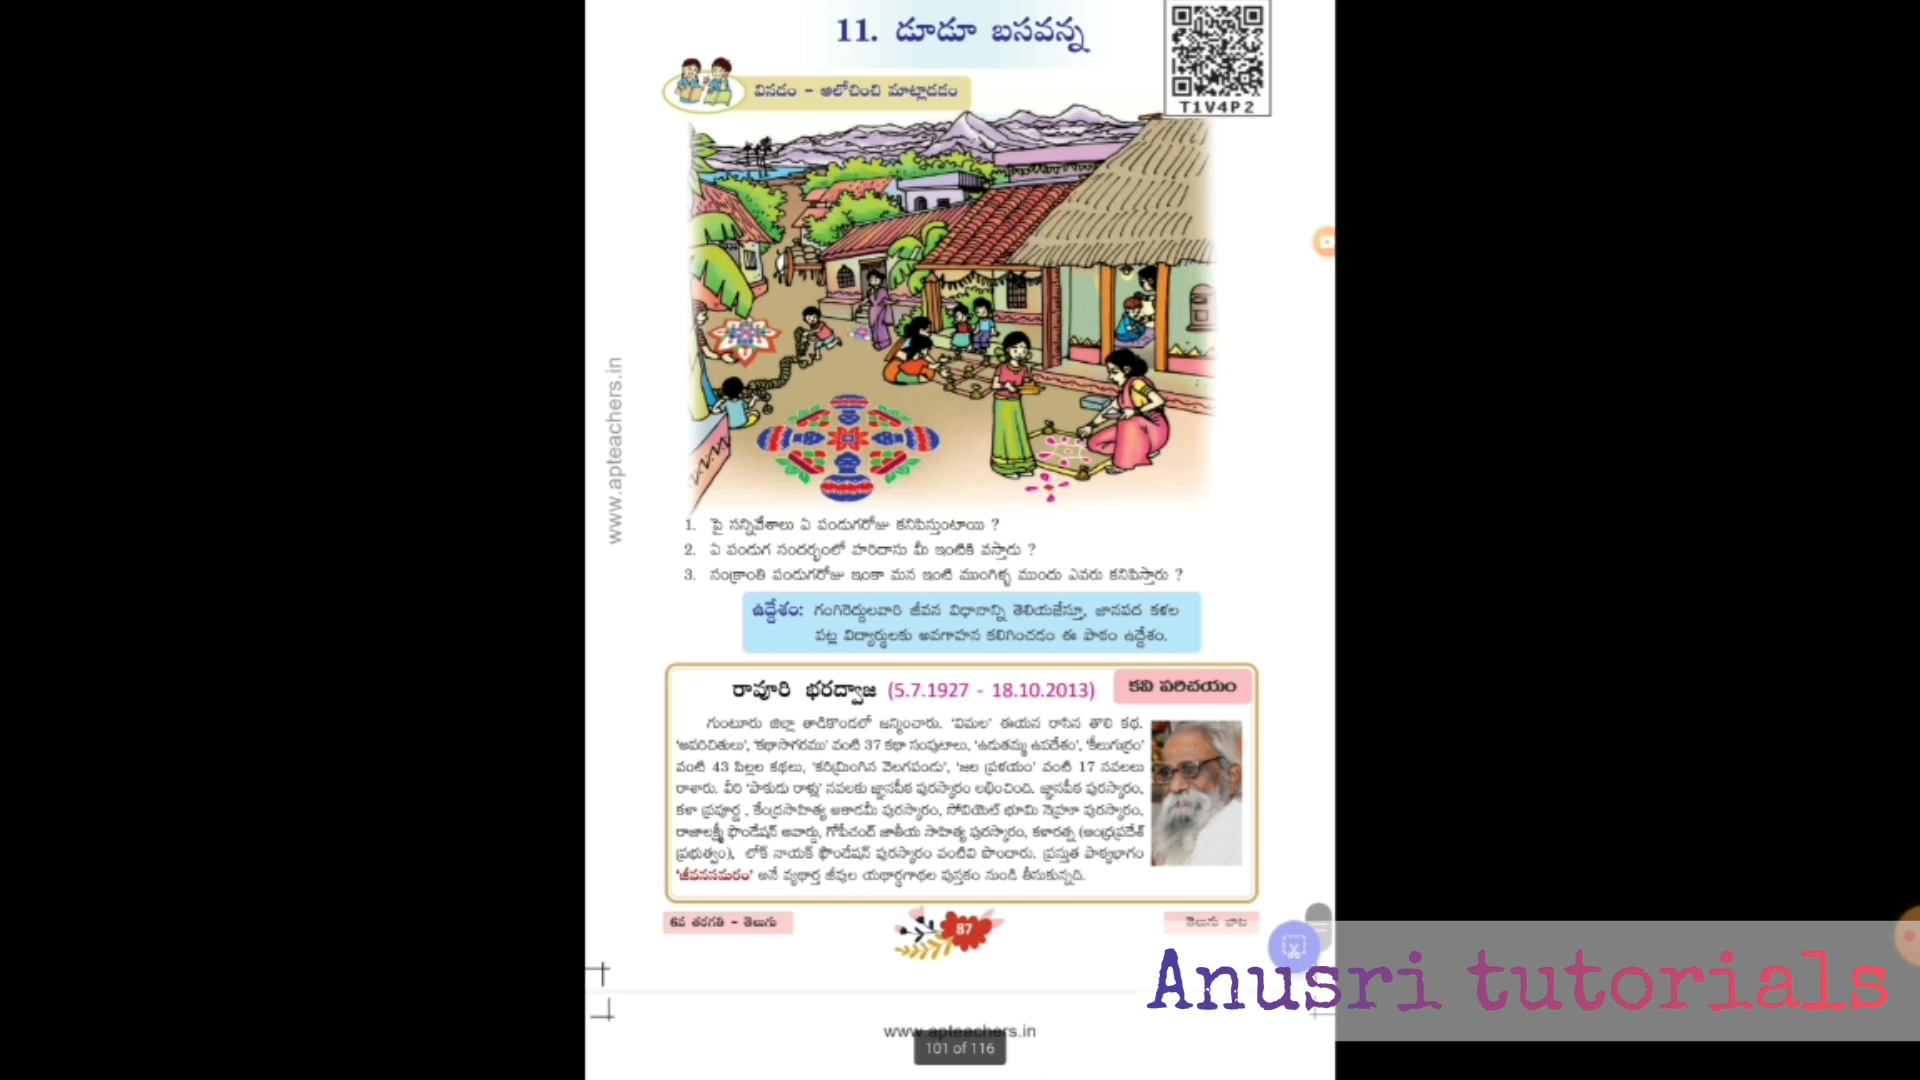 11. డూడూ బసవన్న
వినడం - ఆలోచించి మాట్లాడడం
T1V4P2
www.apteachers.in
1. పై సన్నివేశాలు ఏ పండుగరోజు కనిపిస్తుంటాయి ?
2. ఏ పండుగ సందర్భంలో హరిదాసు మీ ఇంటికి వస్తాడు ?
3. సంక్రాంతి పండుగరోజు ఇంకా మన ఇంటి ముంగిళ్ళ ముందు ఎవరు కనిపిస్తారు ?
ఉద్దేశం: గంగిరెద్దులవారి జీవన విధానాన్ని తెలియజేస్తూ, జానపద కళల
పట్ల విద్యార్థులకు అవగాహన కలిగించడం ఈ పాఠం ఉద్దేశం.
రావూరి భరద్వాజ (5.7.1927 - 18.10.2013)
కవి పరిచయం
గుంటూరు జిల్లా తాడికొండలో జన్మించారు. 'విమల' ఈయన రాసిన తొలి కథ.
'అపరిచితులు', 'కథాసాగరము' వంటి 37 కథా సంపుటాలు, 'ఉడుతమ్మ ఉపదేశం', 'కీలుగుర్రం'
వంటి 43 పిల్లల కథలు, 'కరిమ్రింగిన వెలగపండు', 'జల ప్రళయం' వంటి 17 నవలలు
రాశారు. వీరి 'పాకుడు రాళ్లు' నవలకు జ్ఞానపీఠ పురస్కారం లభించింది. జ్ఞానపీఠ పురస్కారం,
కళా ప్రపూర్ణ , కేంద్రసాహిత్య అకాడమీ పురస్కారం, సోవియెట్ భూమి నెహ్రూ పురస్కారం,
రాజాలక్ష్మీ ఫౌండేషన్ అవార్డు, గోపీచంద్ జాతీయ సాహిత్య పురస్కారం, కళారత్న (ఆంధ్రప్రదేశ్
ప్రభుత్వం), లోక్ నాయక్ ఫౌండేషన్ పురస్కారం వంటివి పొందారు. ప్రస్తుత పాఠ్యభాగం
'జీవనసమరం' అనే వ్యథార్త జీవుల యథార్థగాథల పుస్తకం నుండి తీసుకున్నది.
6వ తరగతి - తెలుగు
87
తెలుగు బాట
Anusri tutorials
www.apteachers.in
101 of 116